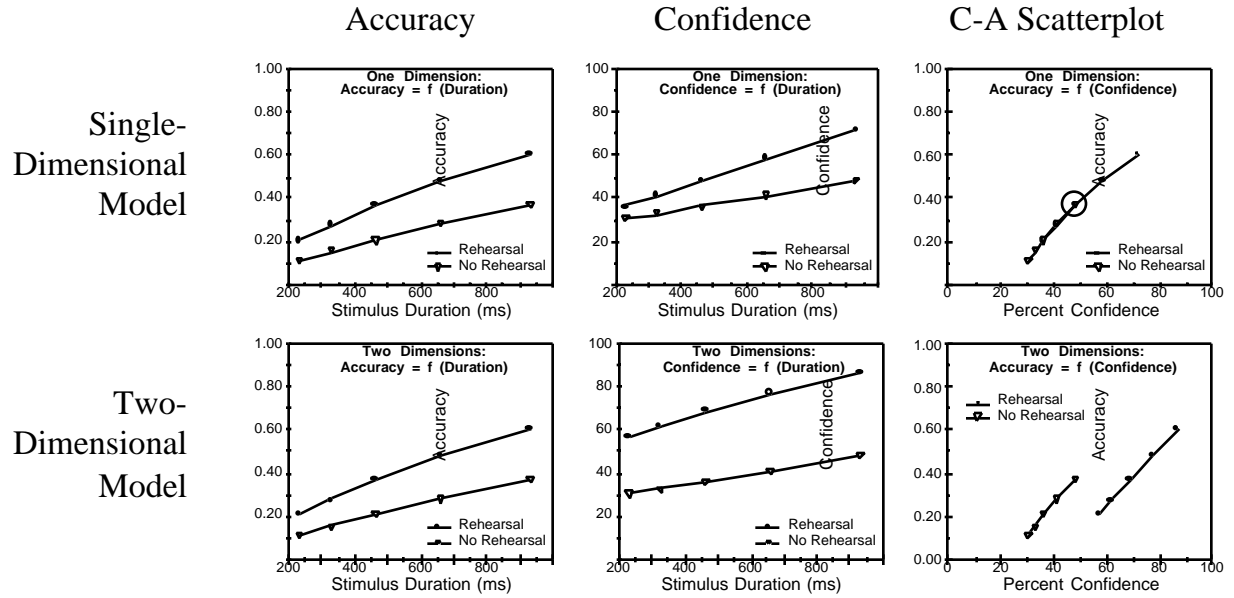 Accuracy Confidence C-A Scatterplot
Single-
Dimensional
Model
1.00
0.80
0.60
0.40
0.20
One Dimension:
Accuracy = f (Duration)
Accuracy
Rehearsal
No Rehearsal
200 400 600 800
Stimulus Duration (ms)
100
80
60
40
20
One Dimension:
Confidence = f (Duration)
Confidence
Rehearsal
No Rehearsal
200 400 600 800
Stimulus Duration (ms)
1.00
0.80
0.60
0.40
0.20
One Dimension:
Accuracy = f (Confidence)
Accuracy
Rehearsal
No Rehearsal
0 20 40 60 80 100
Percent Confidence
Two-
Dimensional
Model
1.00
0.80
0.60
0.40
0.20
Two Dimensions:
Accuracy = f (Duration)
Accuracy
Rehearsal
No Rehearsal
200 400 600 800
Stimulus Duration (ms)
100
80
60
40
20
Two Dimensions:
Confidence = f (Duration)
Confidence
Rehearsal
No Rehearsal
200 400 600 800
Stimulus Duration (ms)
1.00
0.80
0.60
0.40
0.20
0.00
Two Dimensions:
Accuracy = f (Confidence)
Rehearsal
No Rehearsal
Accuracy
0 20 40 60 80 100
Percent Confidence